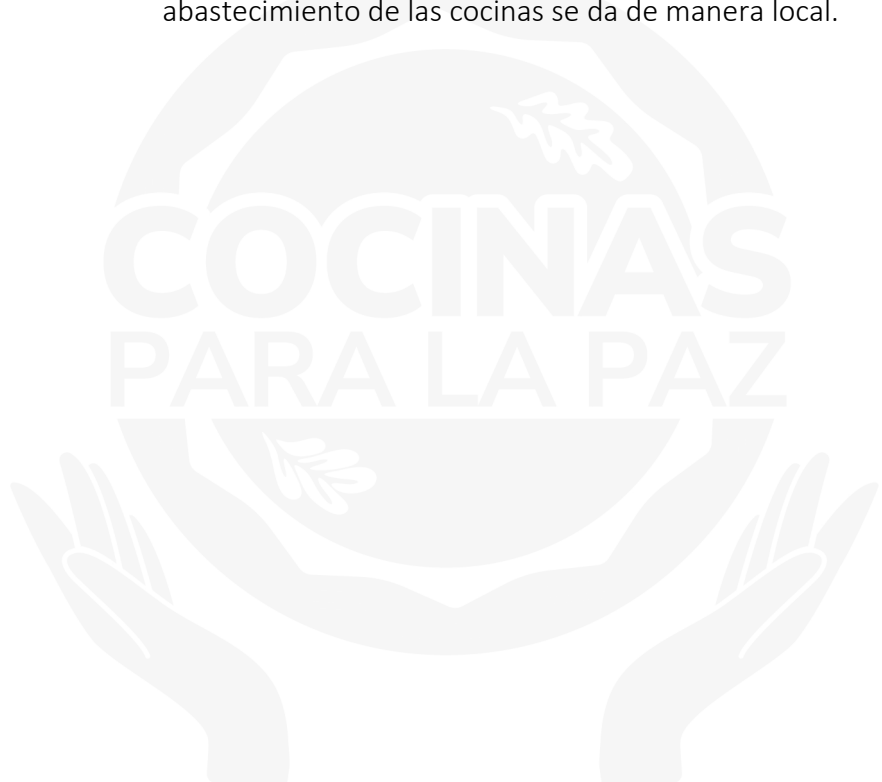 abastecimiento de las cocinas se da de manera local.
COCINAS
PARA LA PAZ